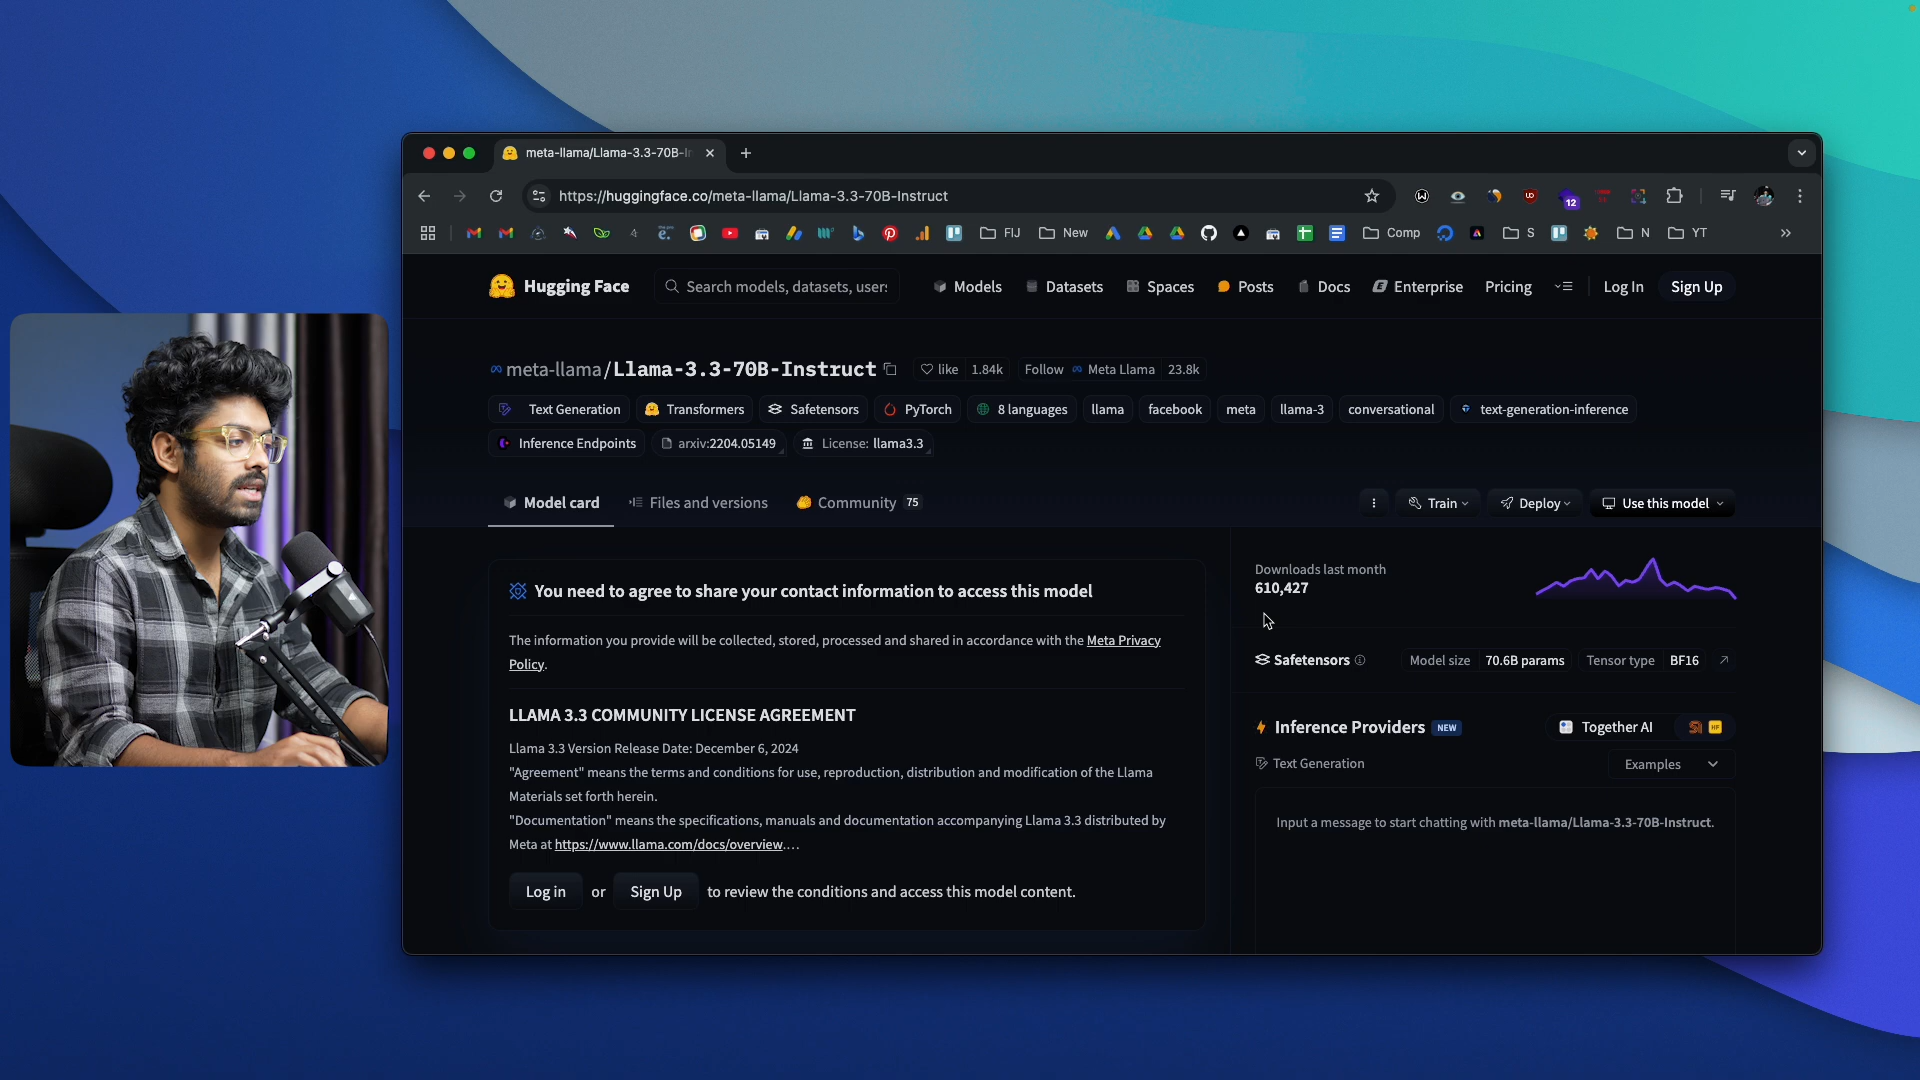 meta-llama/Llama-3.3-70B-In
https://huggingface.co/meta-llama/Llama-3.3-70B-Instruct
12
FIJ
New
Comp
S
N
YT
Hugging Face
Search models, datasets, users
Models
Datasets
Spaces
Posts
Docs
Enterprise
Pricing
Log In
Sign Up
meta-llama/Llama-3.3-70B-Instruct
like 1.84k
Follow Meta Llama 23.8k
Text Generation
Transformers
Safetensors
PyTorch
8 languages
llama
facebook
meta
llama-3
conversational
text-generation-inference
Inference Endpoints
arxiv:2204.05149
License: llama3.3
Model card
Files and versions
Community 75
Train
Deploy
Use this model
You need to agree to share your contact information to access this model
The information you provide will be collected, stored, processed and shared in accordance with the Meta Privacy
Policy.
LLAMA 3.3 COMMUNITY LICENSE AGREEMENT
Llama 3.3 Version Release Date: December 6, 2024
"Agreement" means the terms and conditions for use, reproduction, distribution and modification of the Llama
Materials set forth herein.
"Documentation" means the specifications, manuals and documentation accompanying Llama 3.3 distributed by
Meta at https://www.llama.com/docs/overview....
Log in or Sign Up to review the conditions and access this model content.
Downloads last month
610,427
Safetensors
Model size 70.6B params
Tensor type BF16
Inference Providers NEW
Together AI
HF
Text Generation
Examples
Input a message to start chatting with meta-llama/Llama-3.3-70B-Instruct.